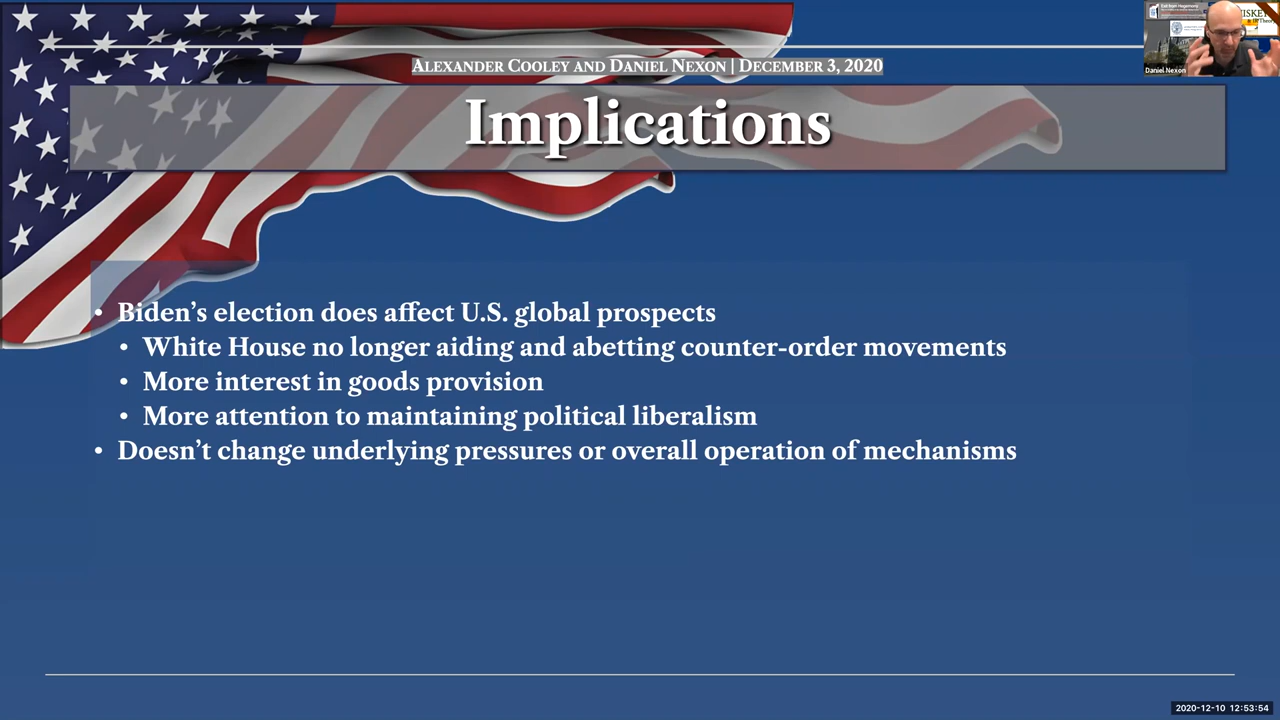 ALEXANDER COOLEY AND DANIEL NEXON | DECEMBER 3, 2020
Implications
• Biden’s election does affect U.S. global prospects
• White House no longer aiding and abetting counter-order movements
• More interest in goods provision
• More attention to maintaining political liberalism
• Doesn’t change underlying pressures or overall operation of mechanisms
Daniel Nexon
2020-12-10 12:53:54